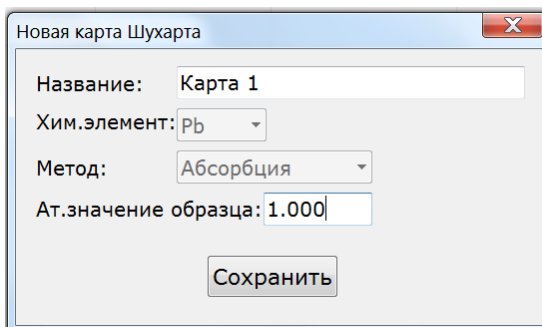 Новая карта Шухарта
Название: Карта 1
Хим.элемент: Pb
Метод: Абсорбция
Ат.значение образца: 1.000
Сохранить